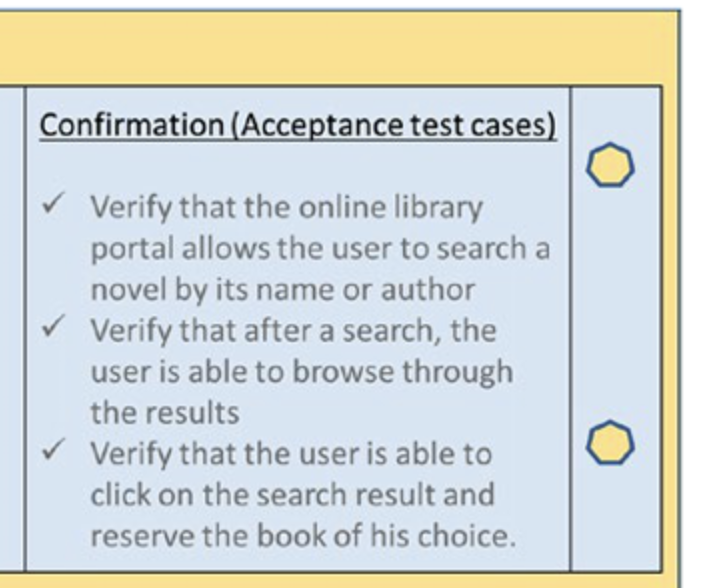 Confirmation (Acceptance test cases)
✓ Verify that the online library
portal allows the user to search a
novel by its name or author
✓ Verify that after a search, the
user is able to browse through
the results
✓ Verify that the user is able to
click on the search result and
reserve the book of his choice.